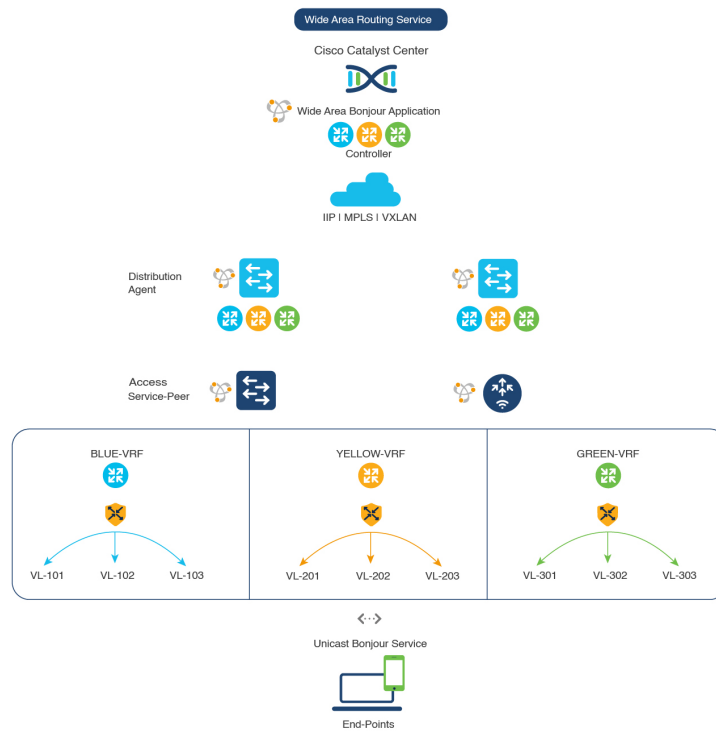 Wide Area Routing Service
Cisco Catalyst Center
Wide Area Bonjour Application
Controller
IIP | MPLS | VXLAN
Distribution
Agent
Access
Service-Peer
BLUE-VRF
YELLOW-VRF
GREEN-VRF
VL-101
VL-102
VL-103
VL-201
VL-202
VL-203
VL-301
VL-302
VL-303
Unicast Bonjour Service
End-Points